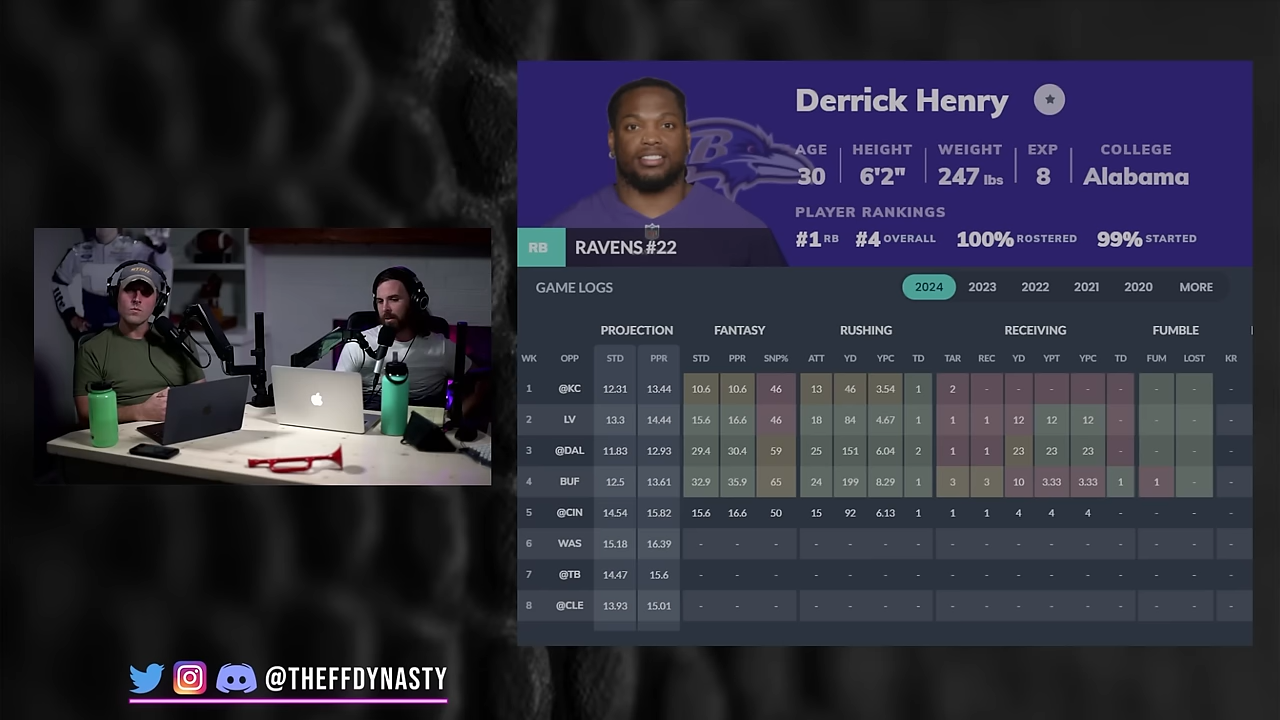 Derrick Henry
AGE HEIGHT WEIGHT EXP COLLEGE
30 6'2" 247 lbs 8 Alabama
PLAYER RANKINGS
#1 RB #4 OVERALL 100% ROSTERED 99% STARTED
RB RAVENS #22
GAME LOGS 2024 2023 2022 2021 2020 MORE
PROJECTION FANTASY RUSHING RECEIVING FUMBLE
WK OPP STD PPR STD PPR SNP% ATT YD YPC TD TAR REC YD YPT YPC TD FUM LOST KR
1 @KC 12.31 13.44 10.6 10.6 46 13 46 3.54 1 2 - - - - - - - -
2 LV 13.3 14.44 15.6 16.6 46 18 84 4.67 1 1 1 12 12 12 - - - -
3 @DAL 11.83 12.93 29.4 30.4 59 25 151 6.04 2 1 1 23 23 23 - - - -
4 BUF 12.5 13.61 32.9 35.9 65 24 199 8.29 1 3 3 10 3.33 3.33 1 1 - -
5 @CIN 14.54 15.82 15.6 16.6 50 15 92 6.13 1 1 1 4 4 4 - - - -
6 WAS 15.18 16.39 - - - - - - - - - - - - - - - -
7 @TB 14.47 15.6 - - - - - - - - - - - - - - - -
8 @CLE 13.93 15.01 - - - - - - - - - - - - - - - -
@THEFFDYNASTY